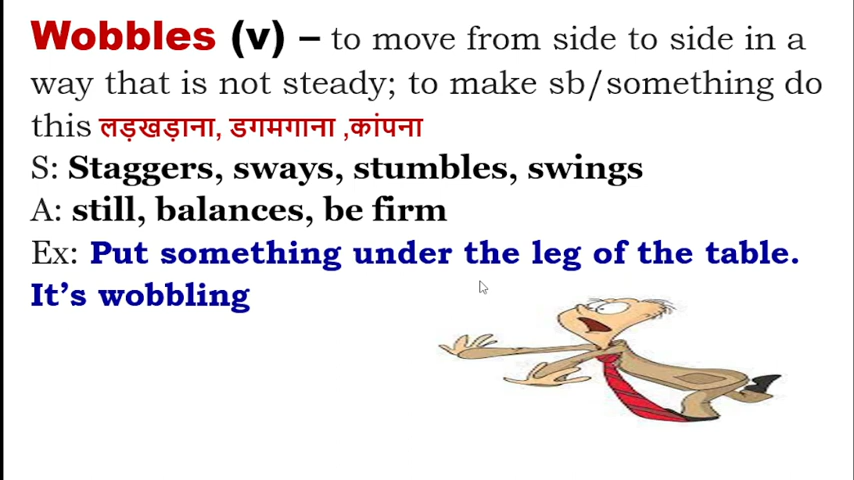 Wobbles (v) – to move from side to side in a
way that is not steady; to make sb/something do
this लड़खड़ाना, डगमगाना ,कांपना
S: Staggers, sways, stumbles, swings
A: still, balances, be firm
Ex: Put something under the leg of the table.
It’s wobbling